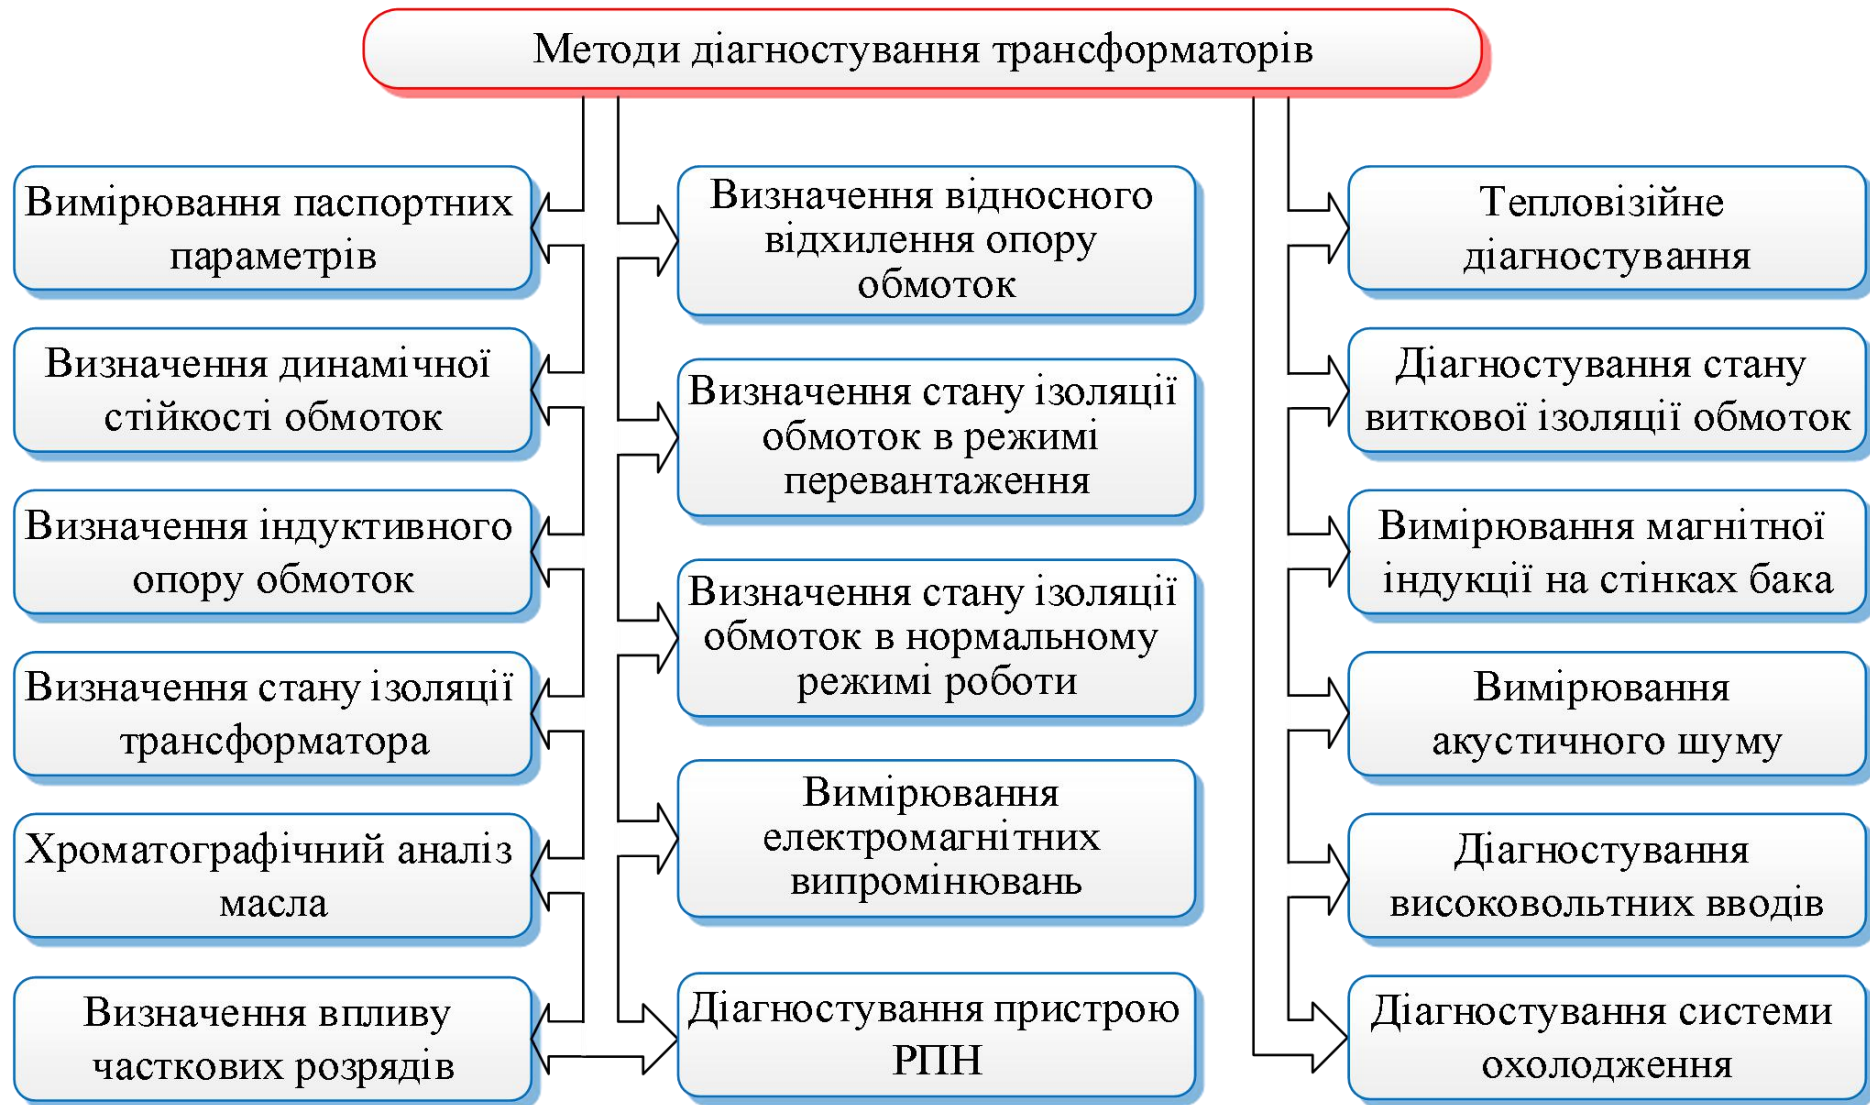 Методи діагностування трансформаторів
Вимірювання паспортних
параметрів
Визначення динамічної
стійкості обмоток
Визначення індуктивного
опору обмоток
Визначення стану ізоляції
трансформатора
Хроматографічний аналіз
масла
Визначення впливу
часткових розрядів
Визначення відносного
відхилення опору
обмоток
Визначення стану ізоляції
обмоток в режимі
перевантаження
Визначення стану ізоляції
обмоток в нормальному
режимі роботи
Вимірювання
електромагнітних
випромінювань
Діагностування пристрою
РПН
Тепловізійне
діагностування
Діагностування стану
виткової ізоляції обмоток
Вимірювання магнітної
індукції на стінках бака
Вимірювання
акустичного шуму
Діагностування
високовольтних вводів
Діагностування системи
охолодження